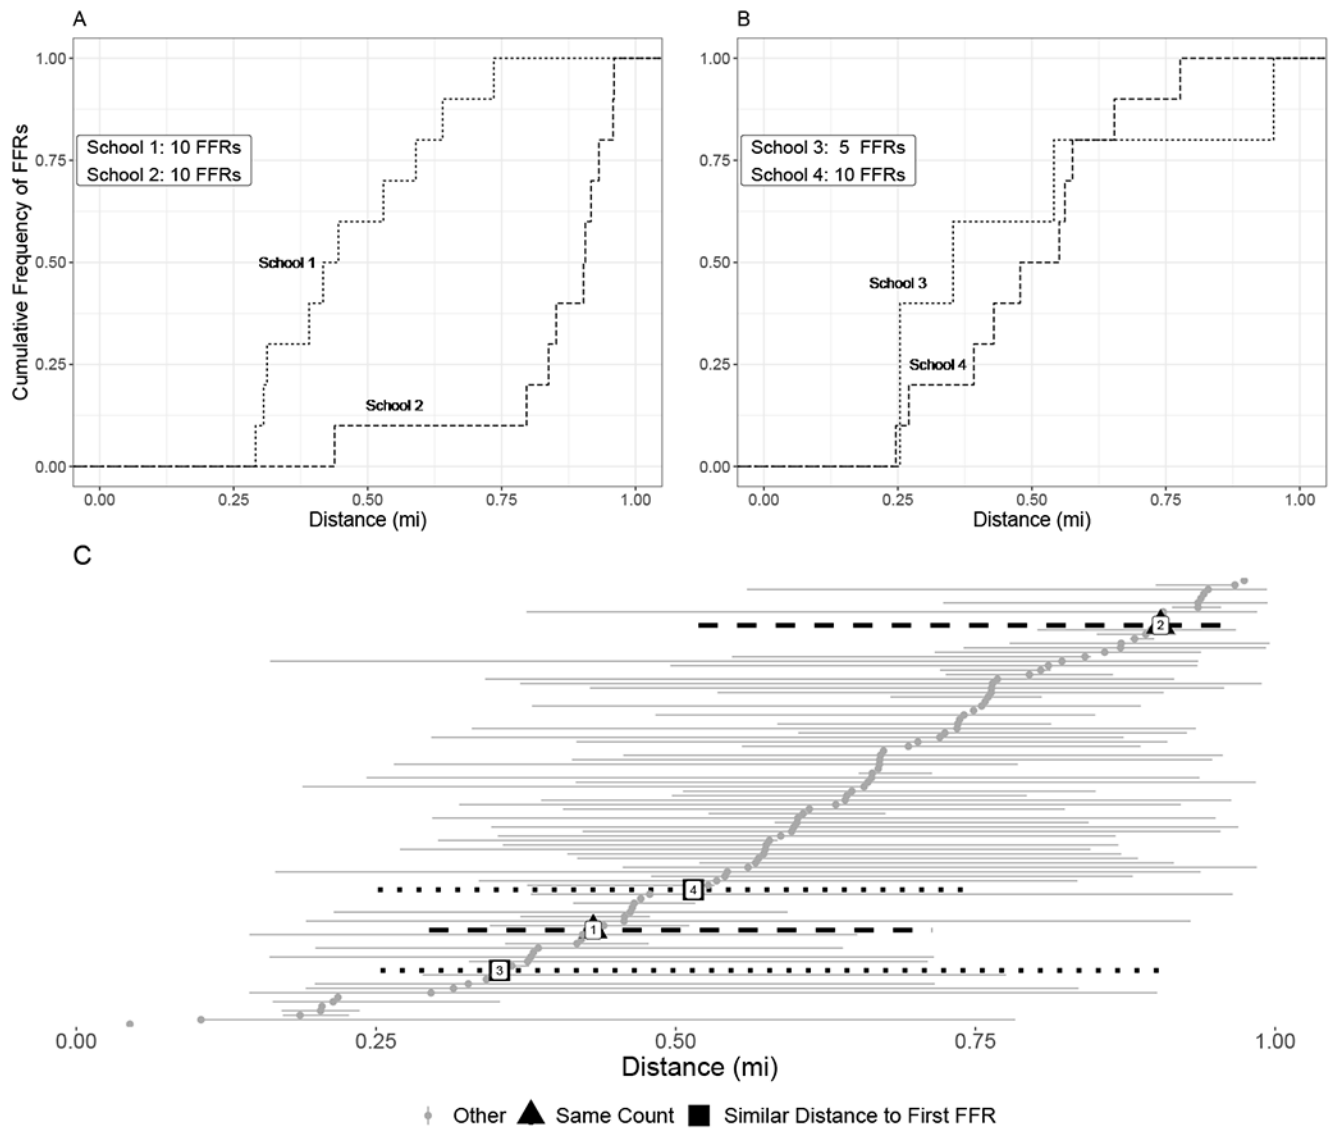 A
Cumulative Frequency of FFRs
1.00
0.75
0.50
0.25
0.00
School 1: 10 FFRs
School 2: 10 FFRs
School 1
School 2
0.00 0.25 0.50 0.75 1.00
Distance (mi)
B
1.00
0.75
0.50
0.25
0.00
School 3: 5 FFRs
School 4: 10 FFRs
School 3
School 4
0.00 0.25 0.50 0.75 1.00
Distance (mi)
C
2
4
1
3
0.00 0.25 0.50 0.75 1.00
Distance (mi)
Other Same Count Similar Distance to First FFR